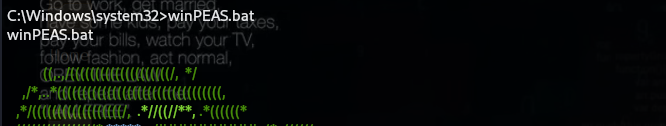 C:\Windows\system32>winPEAS.bat
winPEAS.bat
Go to work, get married,
have some kids, pay your taxes,
pay your bills, watch your TV,
follow fashion, act normal,
((,.,/((((((((((((((((((((/, */
,/*,..*((((((((((((((((((((((((((((((((((,
,*/((((((((((((((((((/, .*//((//**, .*((((((*